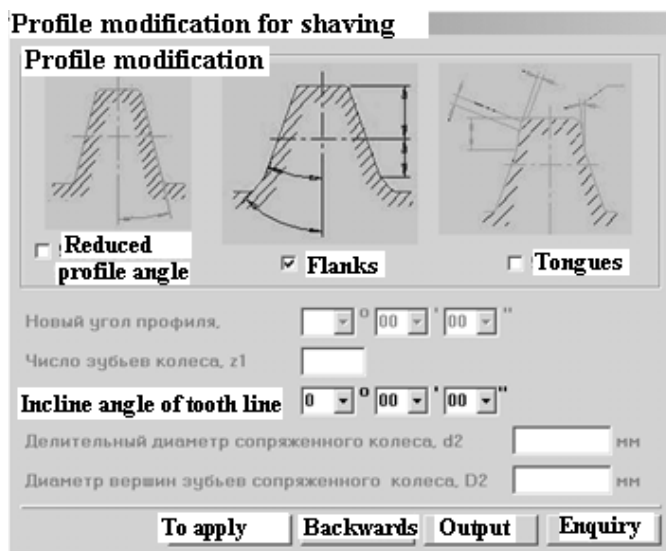 Profile modification for shaving
Profile modification
Reduced profile angle
Flanks
Tongues
Новый угол профиля, ° 00 ' 00 "
Число зубьев колеса, z1
Incline angle of tooth line 0 ° 00 ' 00 "
Делительный диаметр сопряженного колеса, d2 мм
Диаметр вершин зубьев сопряженного колеса, D2 мм
To apply Backwards Output Enquiry